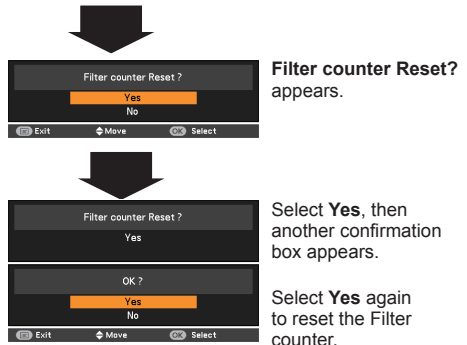 Filter counter Reset ?
Yes
No
Exit Move OK Select
Filter counter Reset?
appears.
Filter counter Reset ?
Yes
OK ?
Yes
No
Exit Move OK Select
Select Yes, then
another confirmation
box appears.
Select Yes again
to reset the Filter
counter.